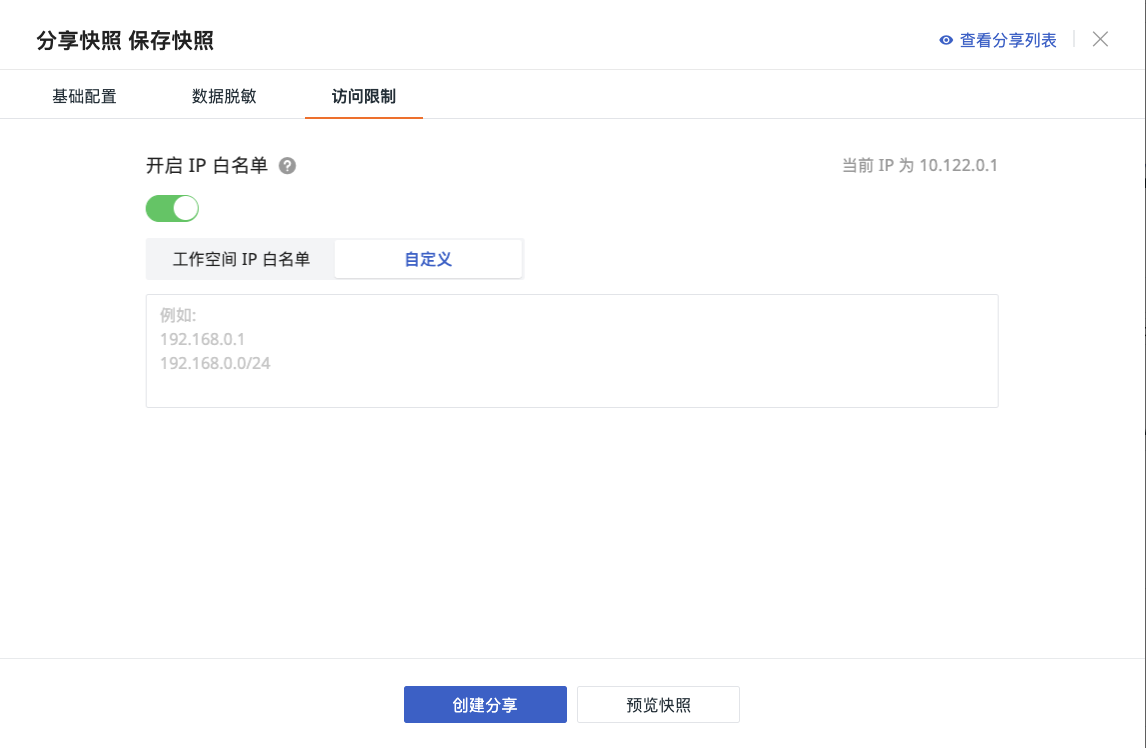 分享快照 保存快照
查看分享列表
基础配置
数据脱敏
访问限制
开启 IP 白名单
当前 IP 为 10.122.0.1
工作空间 IP 白名单
自定义
例如:
192.168.0.1
192.168.0.0/24
创建分享
预览快照